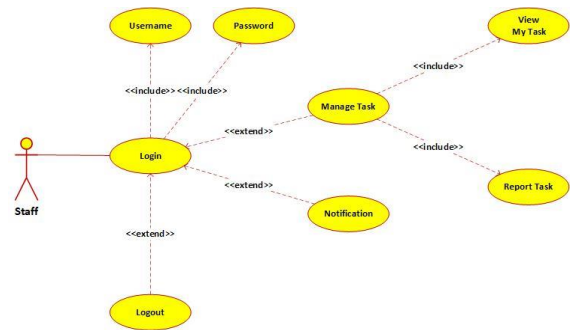 Username
Password
View
My Task
<<include>>
<<include>>
<<include>>
Manage Task
<<extend>>
Login
<<include>>
Report Task
<<extend>>
Staff
Notification
<<extend>>
Logout